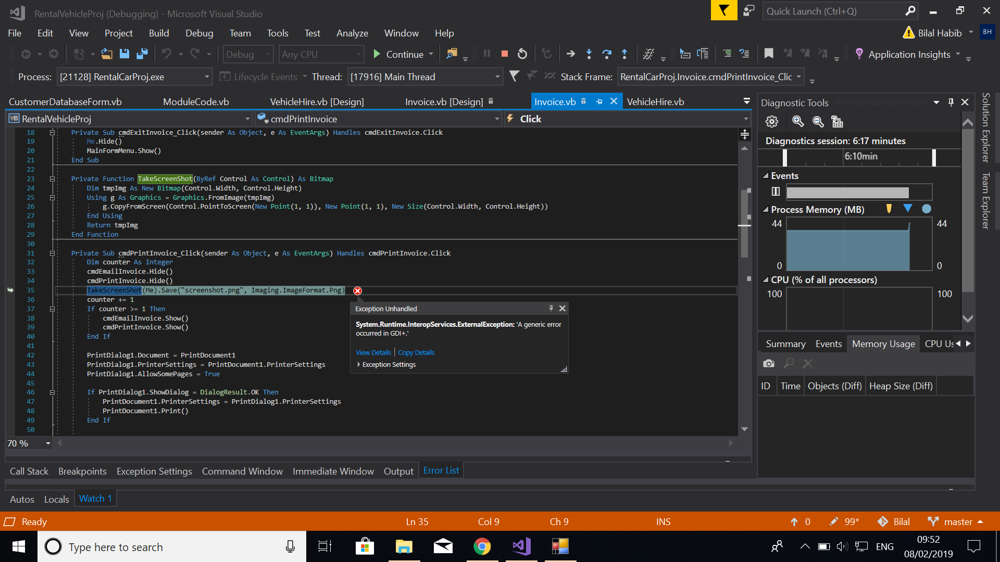 RentalVehicleProj (Debugging) - Microsoft Visual Studio
Quick Launch (Ctrl+Q)
File Edit View Project Build Debug Team Tools Test Analyze Window Help
Bilal Habib
BH
Debug
Any CPU
Continue
Application Insights
Process: [21128] RentalCarProj.exe Lifecycle Events Thread: [17916] Main Thread Stack Frame: RentalCarProj.Invoice.cmdPrintInvoice_Clic
CustomerDatabaseForm.vb ModuleCode.vb VehicleHire.vb [Design] Invoice.vb [Design] Invoice.vb VehicleHire.vb
RentalVehicleProj cmdPrintInvoice Click
18 Private Sub cmdExitInvoice_Click(sender As Object, e As EventArgs) Handles cmdExitInvoice.Click
19 Me.Hide()
20 MainFormMenu.Show()
21 End Sub
22
23 Private Function TakeScreenShot(ByRef Control As Control) As Bitmap
24 Dim tmpImg As New Bitmap(Control.Width, Control.Height)
25 Using g As Graphics = Graphics.FromImage(tmpImg)
26 g.CopyFromScreen(Control.PointToScreen(New Point(1, 1)), New Point(1, 1), New Size(Control.Width, Control.Height))
27 End Using
28 Return tmpImg
29 End Function
30
31 Private Sub cmdPrintInvoice_Click(sender As Object, e As EventArgs) Handles cmdPrintInvoice.Click
32 Dim counter As Integer
33 cmdEmailInvoice.Hide()
34 cmdPrintInvoice.Hide()
35 TakeScreenShot(Me).Save("screenshot.png", Imaging.ImageFormat.Png)
36 counter += 1
37 If counter >= 1 Then
38 cmdEmailInvoice.Show()
39 cmdPrintInvoice.Show()
40 End If
41
42 PrintDialog1.Document = PrintDocument1
43 PrintDialog1.PrinterSettings = PrintDocument1.PrinterSettings
44 PrintDialog1.AllowSomePages = True
45
46 If PrintDialog1.ShowDialog = DialogResult.OK Then
47 PrintDocument1.PrinterSettings = PrintDialog1.PrinterSettings
48 PrintDocument1.Print()
49 End If
50
Exception Unhandled
System.Runtime.InteropServices.ExternalException: 'A generic error
occurred in GDI+.'
View Details | Copy Details
Exception Settings
70 %
Diagnostic Tools
Diagnostics session: 6:17 minutes
6:10min
Events
Process Memory (MB)
44 44
0 0
CPU (% of all processors)
100 100
Summary Events Memory Usage CPU Us
ID Time Objects (Diff) Heap Size (Diff)
Solution Explorer
Team Explorer
Call Stack Breakpoints Exception Settings Command Window Immediate Window Output Error List
Autos Locals Watch 1
Ready Ln 35 Col 9 Ch 9 INS 0 99* Bilal master
Type here to search
ENG
09:52
08/02/2019